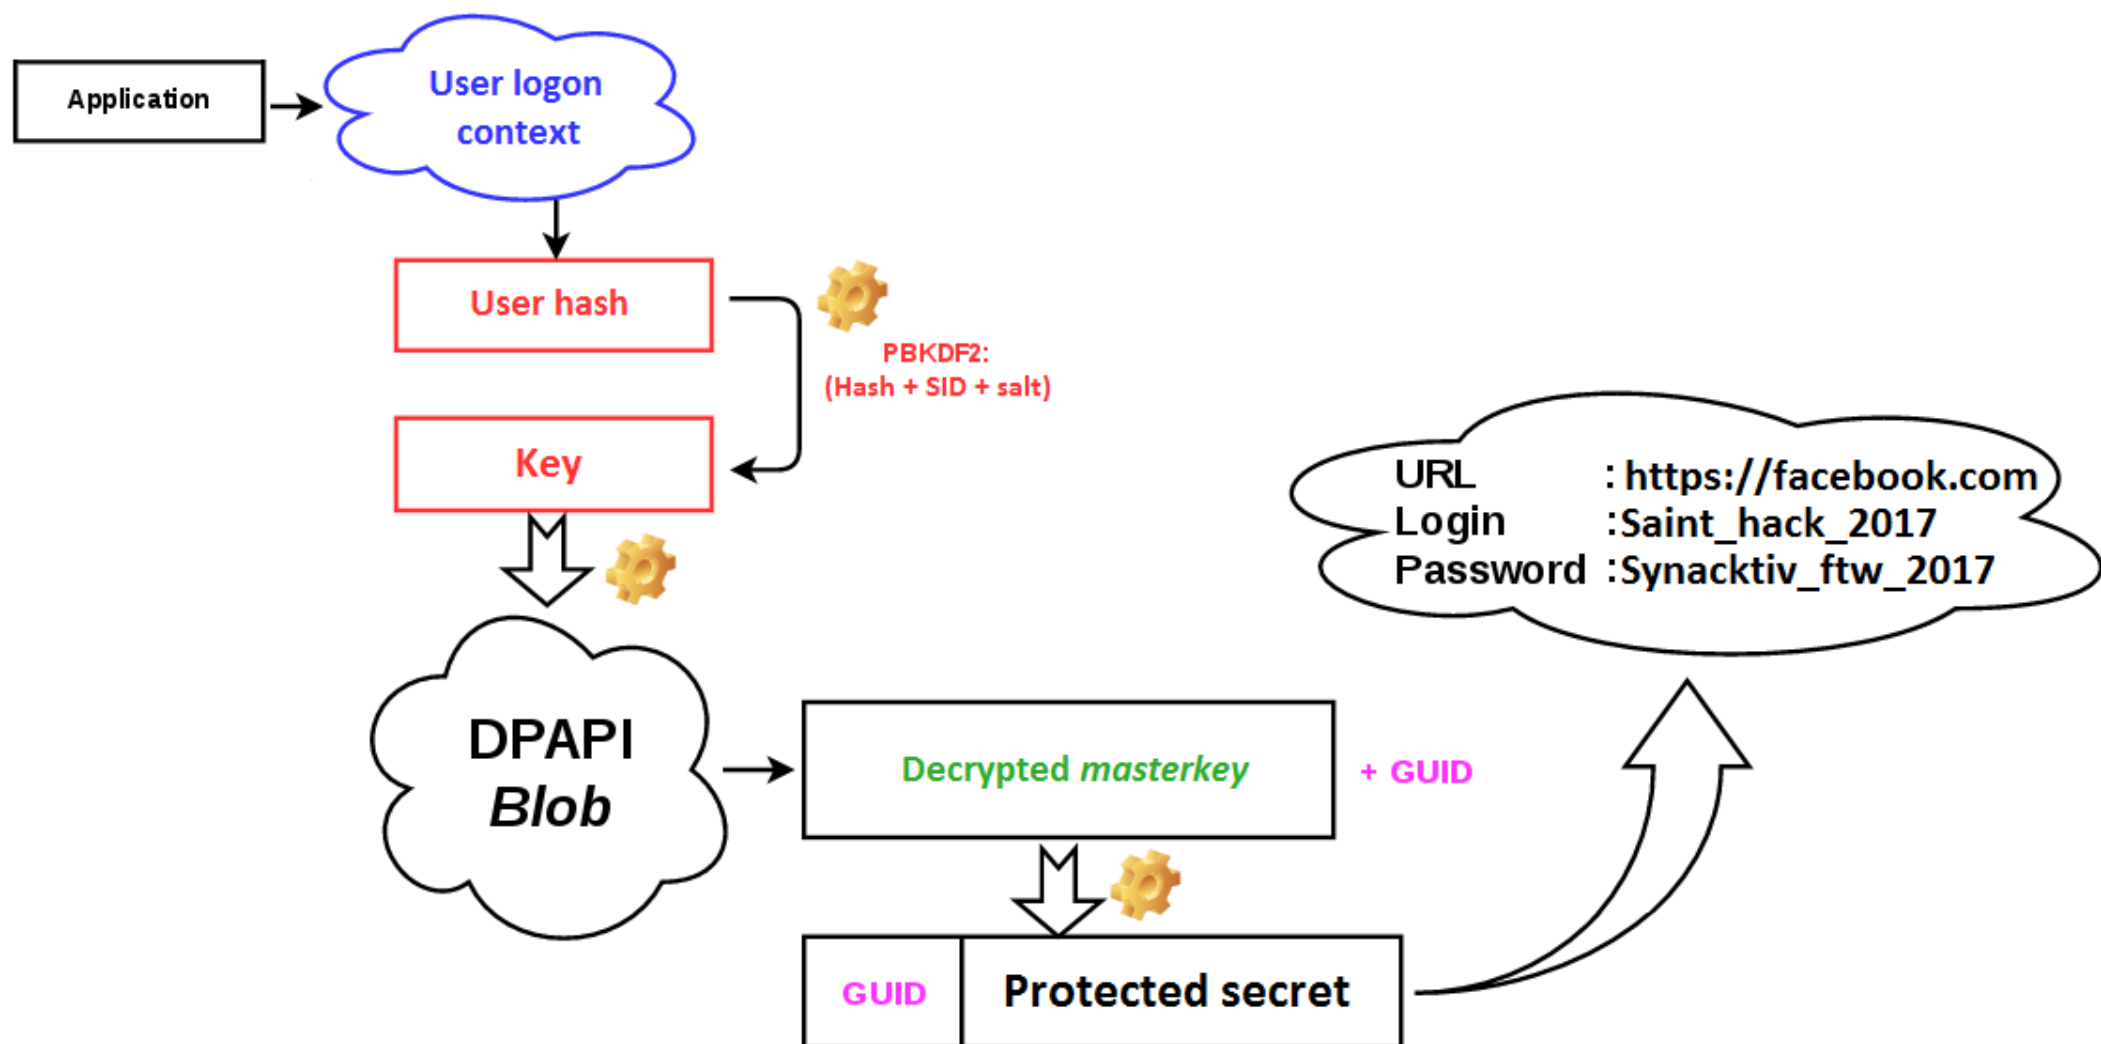 Application
User logon
context
User hash
PBKDF2:
(Hash + SID + salt)
Key
URL : https://facebook.com
Login :Saint_hack_2017
Password :Synacktiv_ftw_2017
DPAPI
Blob
Decrypted masterkey
+ GUID
GUID
Protected secret